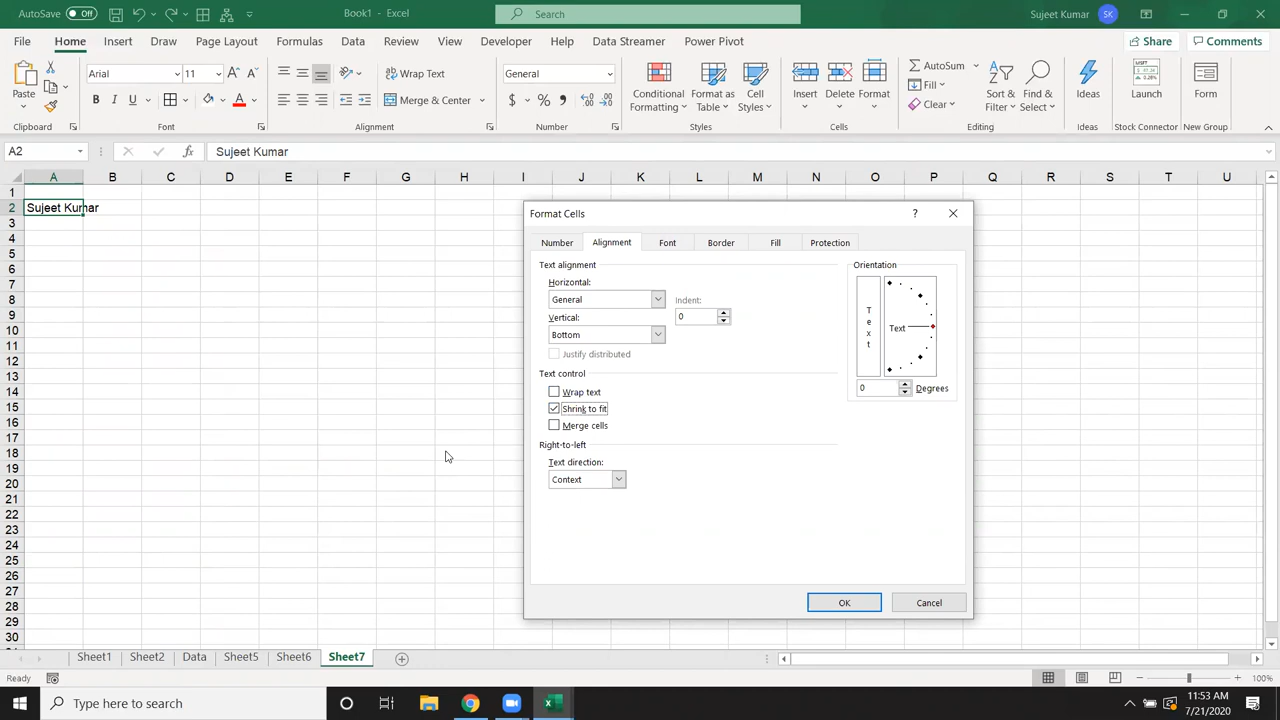 AutoSave Off Book1 - Excel Search Sujeet Kumar SK
File Home Insert Draw Page Layout Formulas Data Review View Developer Help Data Streamer Power Pivot Share Comments
Paste Arial 11 Wrap Text General Conditional Formatting Format as Table Cell Styles Insert Delete Format AutoSum Fill Clear Sort & Filter Find & Select Ideas Launch Form
B I U A Merge & Center $ %
Clipboard Font Alignment Number Styles Cells Editing Ideas Stock Connector New Group
A2 fx Sujeet Kumar
A B C D E F G H I J K L M N O P Q R S T U
1
2 Sujeet Kumar
3
4
5
6
7
8
9
10
11
12
13
14
15
16
17
18
19
20
21
22
23
24
25
26
27
28
29
30
Format Cells ?
Number Alignment Font Border Fill Protection
Text alignment
Horizontal:
General
Indent:
0
Vertical:
Bottom
Justify distributed
Text control
Wrap text
Shrink to fit
Merge cells
Right-to-left
Text direction:
Context
Orientation
Text
Text
0 Degrees
OK Cancel
Sheet1 Sheet2 Data Sheet5 Sheet6 Sheet7
Ready 100%
Type here to search
11:53 AM
7/21/2020